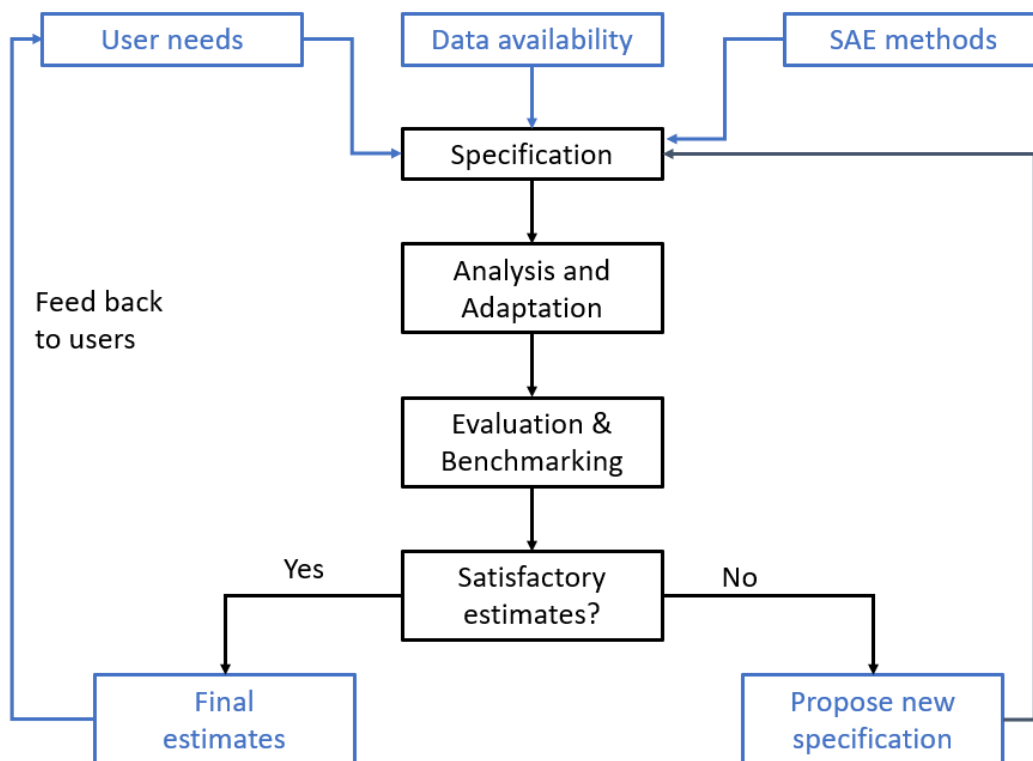 User needs
Data availability
SAE methods
Specification
Analysis and
Adaptation
Feed back
to users
Evaluation &
Benchmarking
Yes
Satisfactory
estimates?
No
Final
estimates
Propose new
specification